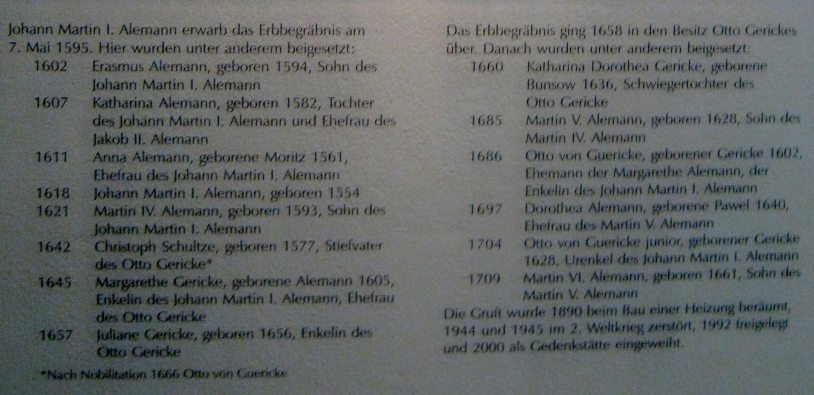 Johann Martin I. Alemann erwarb das Erbbegräbnis am
7. Mai 1595. Hier wurden unter anderem beigesetzt:
1602 Erasmus Alemann, geboren 1594, Sohn des
Johann Martin I. Alemann
1607 Katharina Alemann, geboren 1582, Tochter
des Johann Martin I. Alemann und Ehefrau des
Jakob II. Alemann
1611 Anna Alemann, geborene Moritz 1561,
Ehefrau des Johann Martin I. Alemann
1618 Johann Martin I. Alemann, geboren 1554
1621 Martin IV. Alemann, geboren 1593, Sohn des
Johann Martin I. Alemann
1642 Christoph Schultze, geboren 1577, Stiefvater
des Otto Gericke*
1645 Margarethe Gericke, geborene Alemann 1605,
Enkelin des Johann Martin I. Alemann, Ehefrau
des Otto Gericke
1657 Juliane Gericke, geboren 1656, Enkelin des
Otto Gericke
*Nach Nobilitation 1666 Otto von Guericke
Das Erbbegräbnis ging 1658 in den Besitz Otto Gerickes
über. Danach wurden unter anderem beigesetzt:
1660 Katharina Dorothea Gericke, geborene
Bunsow 1636, Schwiegertochter des
Otto Gericke
1685 Martin V. Alemann, geboren 1628, Sohn des
Martin IV. Alemann
1686 Otto von Guericke, geborener Gericke 1602,
Ehemann der Margarethe Alemann, der
Enkelin des Johann Martin I. Alemann
1697 Dorothea Alemann, geborene Pawel 1640,
Ehefrau des Martin V. Alemann
1704 Otto von Guericke junior, geborener Gericke
1628, Urenkel des Johann Martin I. Alemann
1709 Martin VI. Alemann, geboren 1661, Sohn des
Martin V. Alemann
Die Gruft wurde 1890 beim Bau einer Heizung beräumt,
1944 und 1945 im 2. Weltkrieg zerstört, 1992 freigelegt
und 2000 als Gedenkstätte eingeweiht.